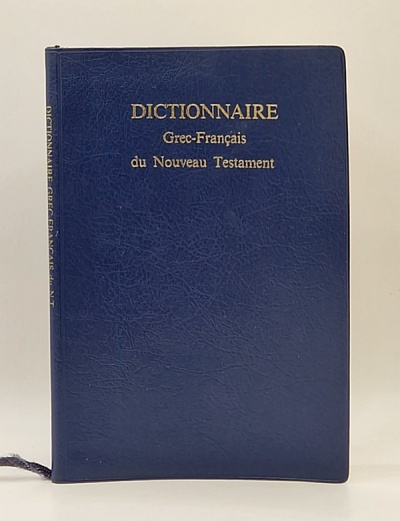 DICTIONNAIRE
Grec-Français
du Nouveau Testament
DICTIONNAIRE GREC-FRANÇAIS du N.T.